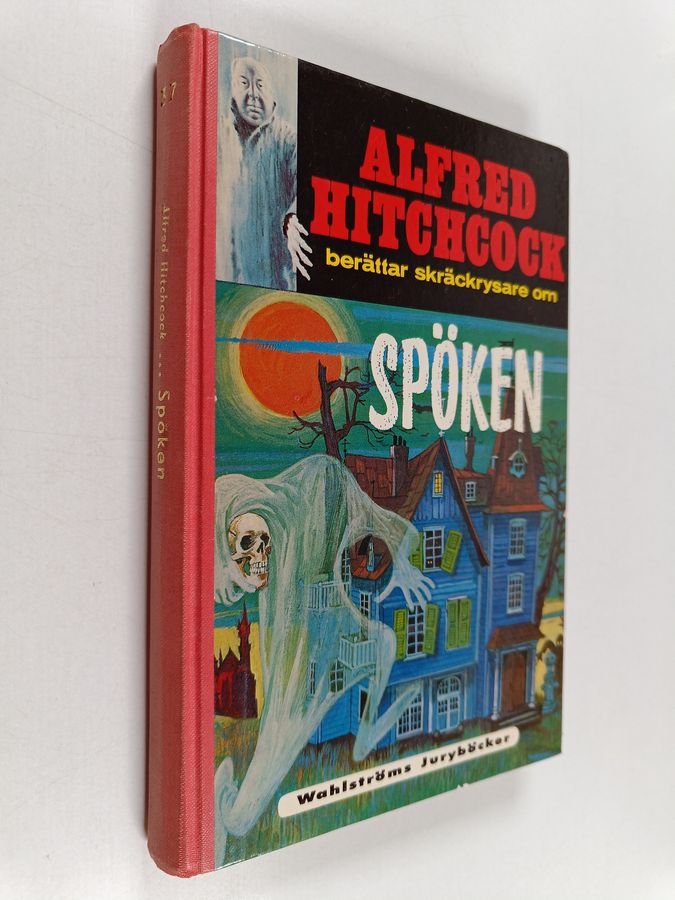 ALFRED
HITCHCOCK
berättar skräckrysare om
SPÖKEN
Wahlströms Juryböcker
Alfred Hitchcock ... Spöken